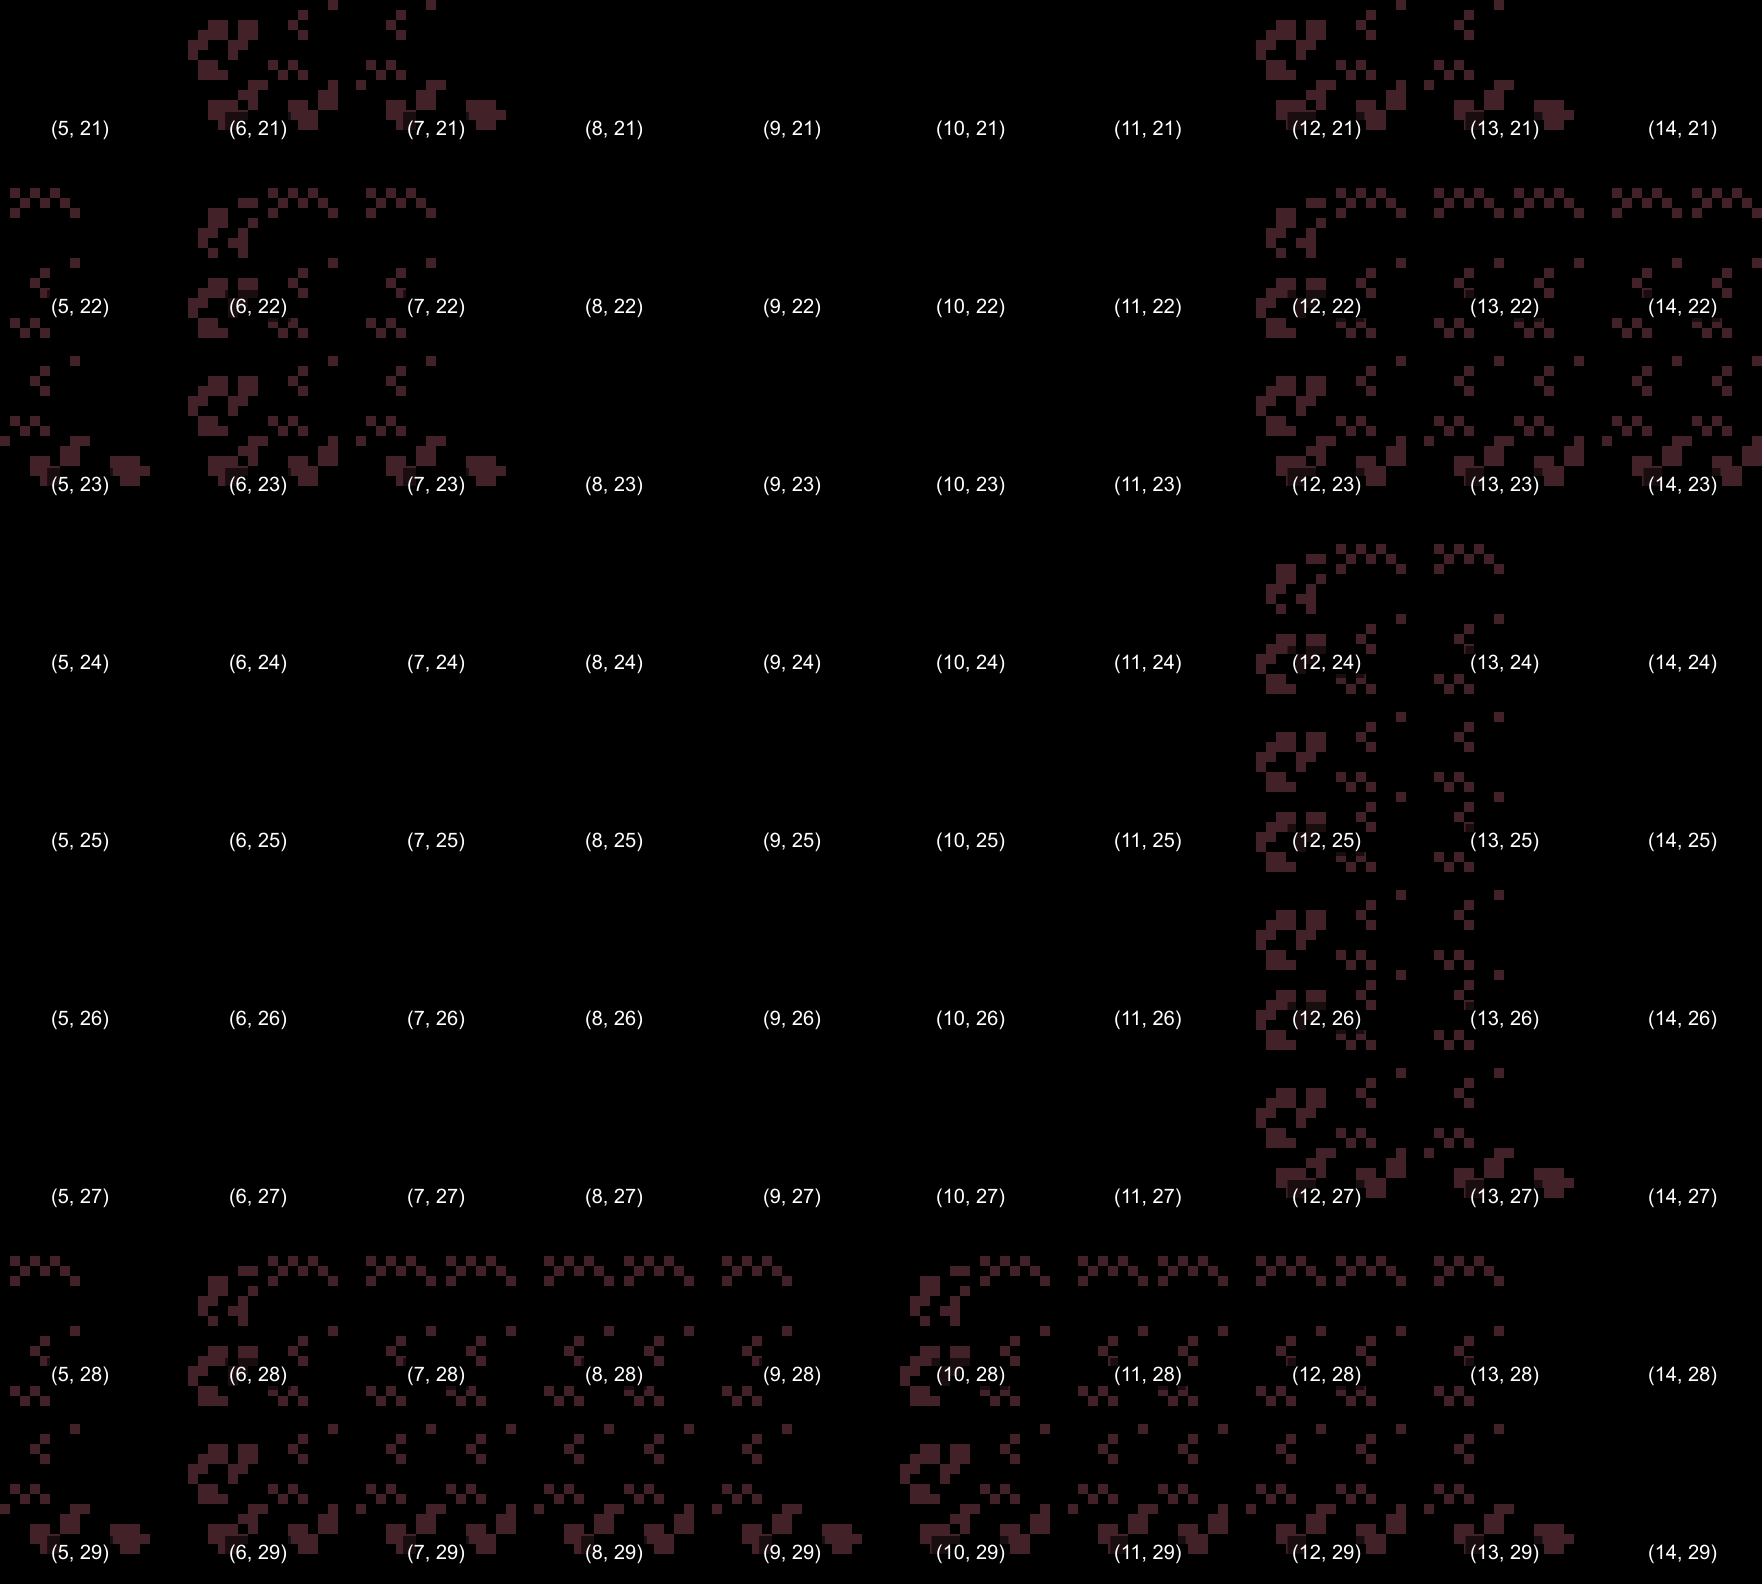 (5, 21) (6, 21) (7, 21) (8, 21) (9, 21) (10, 21) (11, 21) (12, 21) (13, 21) (14, 21)
(5, 22) (6, 22) (7, 22) (8, 22) (9, 22) (10, 22) (11, 22) (12, 22) (13, 22) (14, 22)
(5, 23) (6, 23) (7, 23) (8, 23) (9, 23) (10, 23) (11, 23) (12, 23) (13, 23) (14, 23)
(5, 24) (6, 24) (7, 24) (8, 24) (9, 24) (10, 24) (11, 24) (12, 24) (13, 24) (14, 24)
(5, 25) (6, 25) (7, 25) (8, 25) (9, 25) (10, 25) (11, 25) (12, 25) (13, 25) (14, 25)
(5, 26) (6, 26) (7, 26) (8, 26) (9, 26) (10, 26) (11, 26) (12, 26) (13, 26) (14, 26)
(5, 27) (6, 27) (7, 27) (8, 27) (9, 27) (10, 27) (11, 27) (12, 27) (13, 27) (14, 27)
(5, 28) (6, 28) (7, 28) (8, 28) (9, 28) (10, 28) (11, 28) (12, 28) (13, 28) (14, 28)
(5, 29) (6, 29) (7, 29) (8, 29) (9, 29) (10, 29) (11, 29) (12, 29) (13, 29) (14, 29)